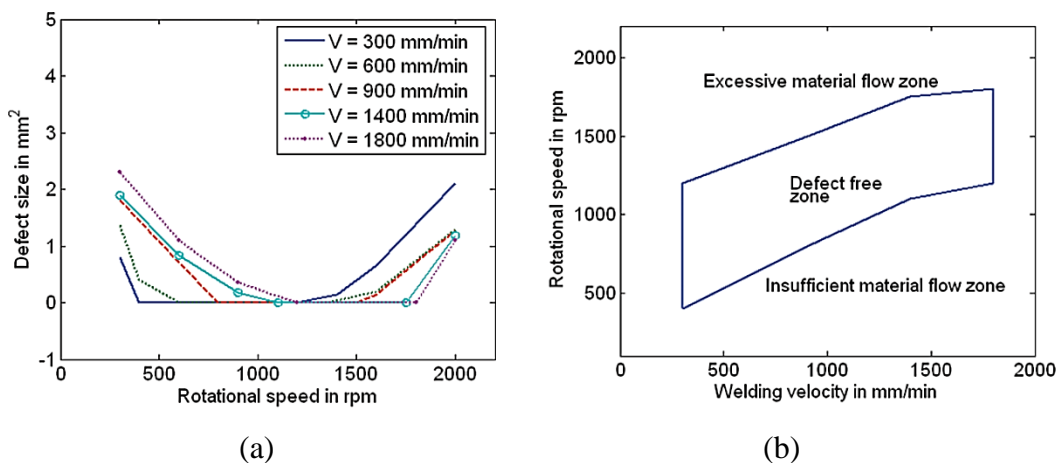 5
4
3
2
1
0
-1
0
500
1000
1500
2000
Defect size in mm²
Rotational speed in rpm
V = 300 mm/min
V = 600 mm/min
V = 900 mm/min
V = 1400 mm/min
V = 1800 mm/min
(a)
2000
1500
1000
500
0
500
1000
1500
2000
Rotational speed in rpm
Welding velocity in mm/min
Excessive material flow zone
Defect free
zone
Insufficient material flow zone
(b)